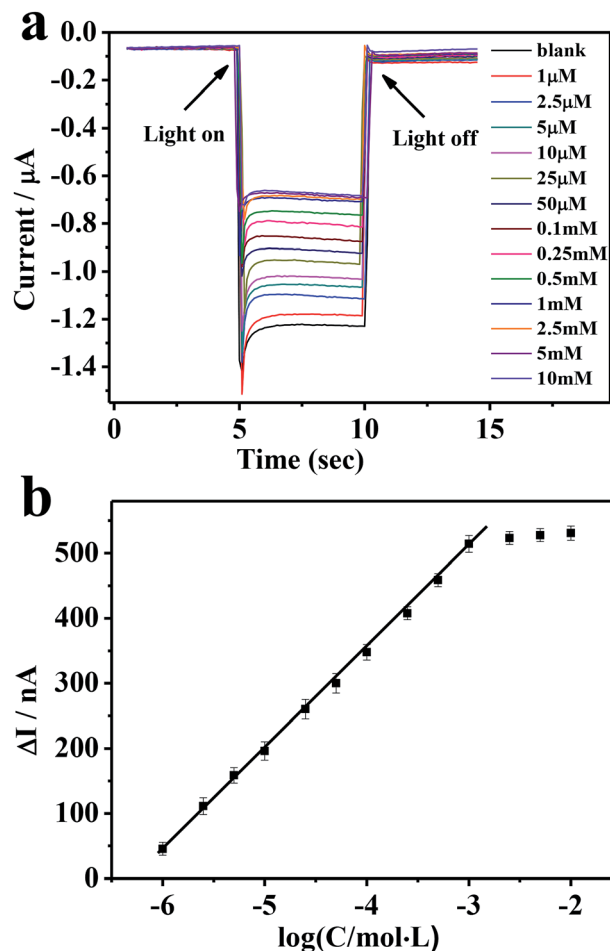 a
0.0
-0.2
-0.4
-0.6
-0.8
-1.0
-1.2
-1.4
Current / μA
Light on
Light off
blank
1μM
2.5μM
5μM
10μM
25μM
50μM
0.1mM
0.25mM
0.5mM
1mM
2.5mM
5mM
10mM
0 5 10 15
Time (sec)
b
500
400
300
200
100
0
ΔI / nA
-6 -5 -4 -3 -2
log(C/mol·L)